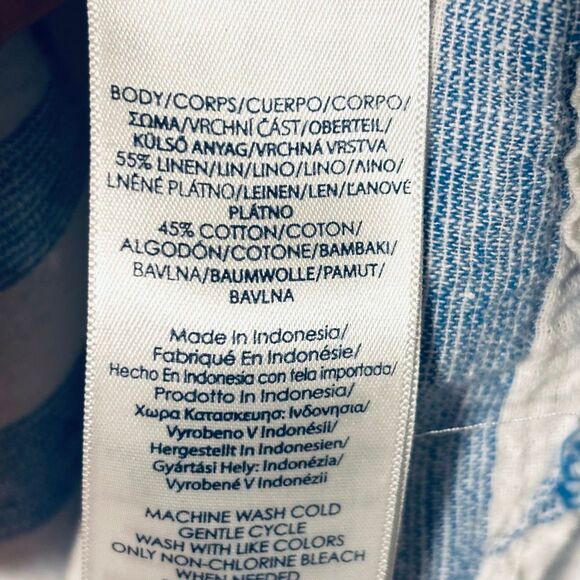 BODY/CORPS/CUERPO/CORPO/
ΣΩΜΑ/VRCHNÍ ČÁST/OBERTEIL/
KÜLSŐ ANYAG/VRCHNÁ VRSTVA
55% LINEN/LIN/LINO/LINO/ΛΙΝΟ/
LNĚNÉ PLÁTNO/LEINEN/LEN/ĽANOVÉ
PLÁTNO
45% COTTON/COTON/
ALGODÓN/COTONE/BAMBAKI/
BAVLNA/BAUMWOLLE/PAMUT/
BAVLNA
Made In Indonesia/
Fabriqué En Indonésie/
Hecho En Indonesia con tela importada/
Prodotto In Indonesia/
Χωρα Κατασκευησ: Ινδονησια/
Vyrobeno V Indonésii/
Hergestellt In Indonesien/
Gyártási Hely: Indonézia/
Vyrobené V Indonézii
MACHINE WASH COLD
GENTLE CYCLE
WASH WITH LIKE COLORS
ONLY NON-CHLORINE BLEACH
WHEN NEEDED